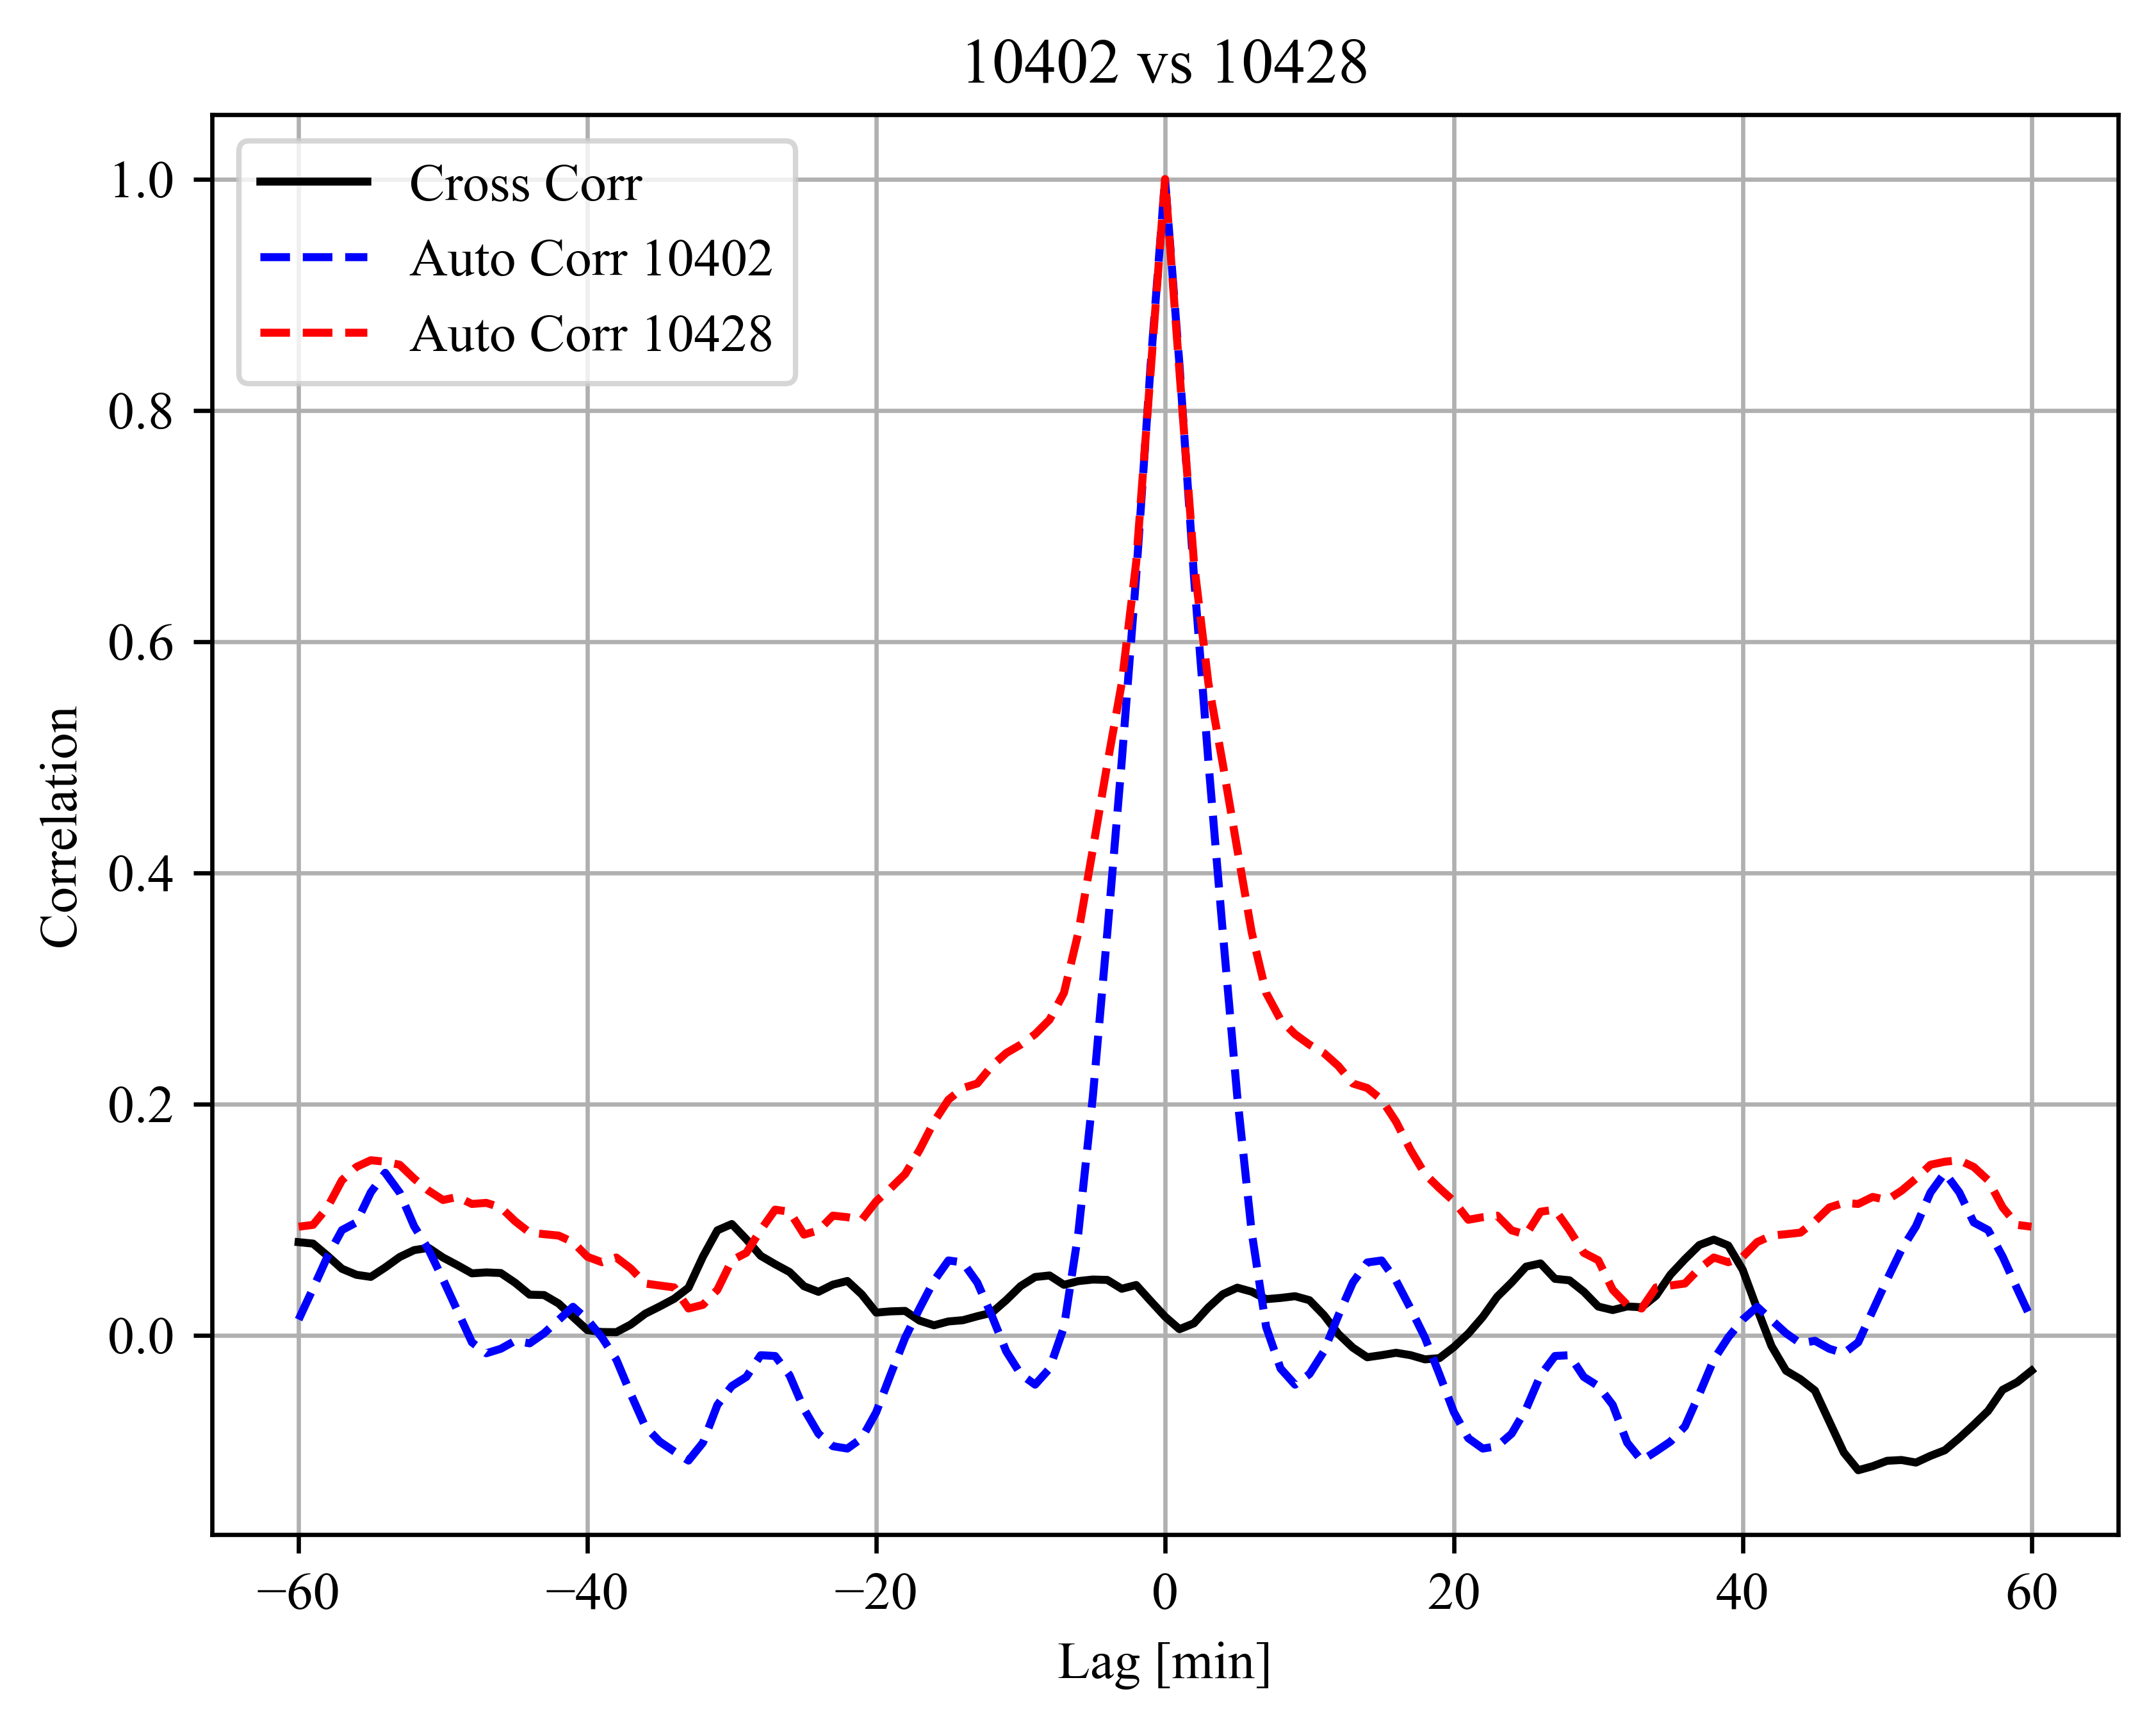 10402 vs 10428
Cross Corr
Auto Corr 10402
Auto Corr 10428
1.0
0.8
0.6
0.4
0.2
0.0
Correlation
−60 −40 −20 0 20 40 60
Lag [min]